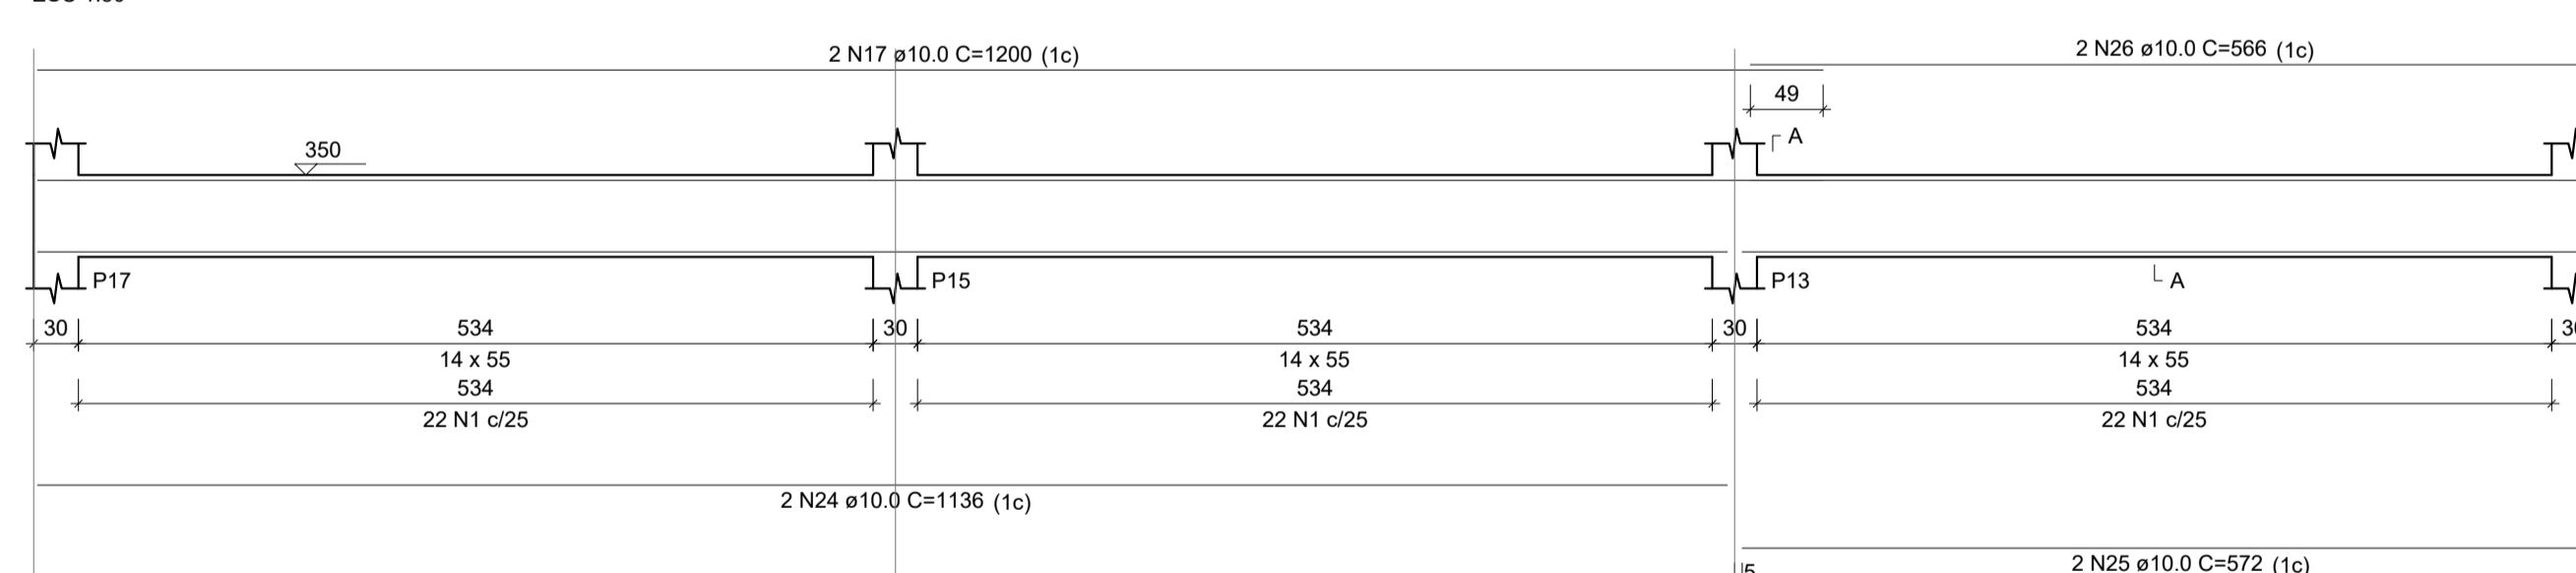 2 N17 ø10.0 C=1200 (1c)
2 N26 ø10.0 C=566 (1c)
49
A
350
P17
P15
P13
A
30 534 30 534 30 534
14 x 55 14 x 55 14 x 55
534 534 534
22 N1 c/25 22 N1 c/25 22 N1 c/25
2 N24 ø10.0 C=1136 (1c)
2 N25 ø10.0 C=572 (1c)